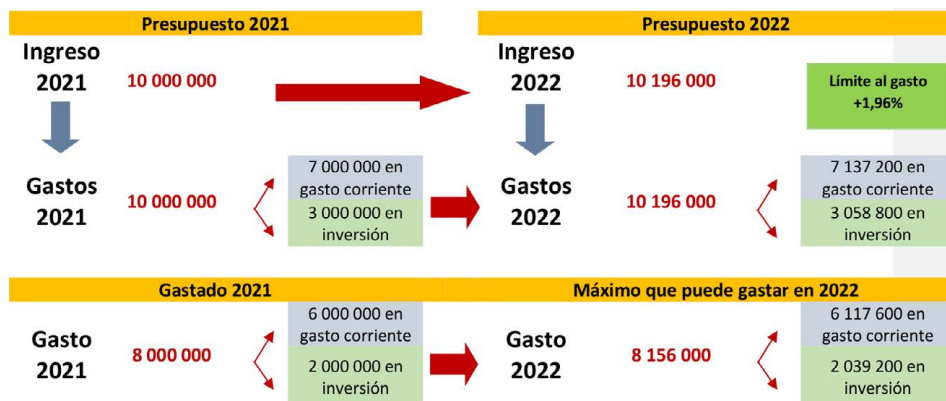 Presupuesto 2021
Presupuesto 2022
Ingreso
2021
10 000 000
Ingreso
2022
10 196 000
Límite al gasto
+1,96%
Gastos
2021
10 000 000
7 000 000 en
gasto corriente
3 000 000 en
inversión
Gastos
2022
10 196 000
7 137 200 en
gasto corriente
3 058 800 en
inversión
Gastado 2021
Máximo que puede gastar en 2022
Gasto
2021
8 000 000
6 000 000 en
gasto corriente
2 000 000 en
inversión
Gasto
2022
8 156 000
6 117 600 en
gasto corriente
2 039 200 en
inversión